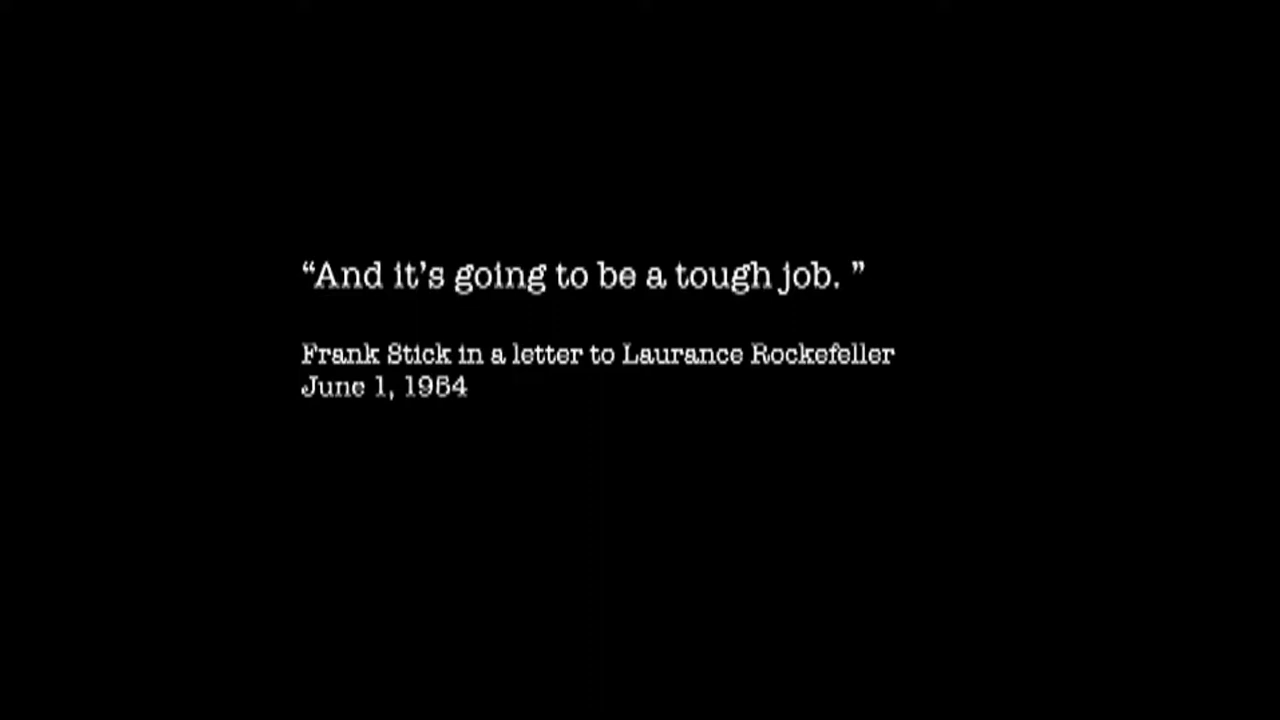 “And it’s going to be a tough job. ”
Frank Stick in a letter to Laurance Rockefeller
June 1, 1954